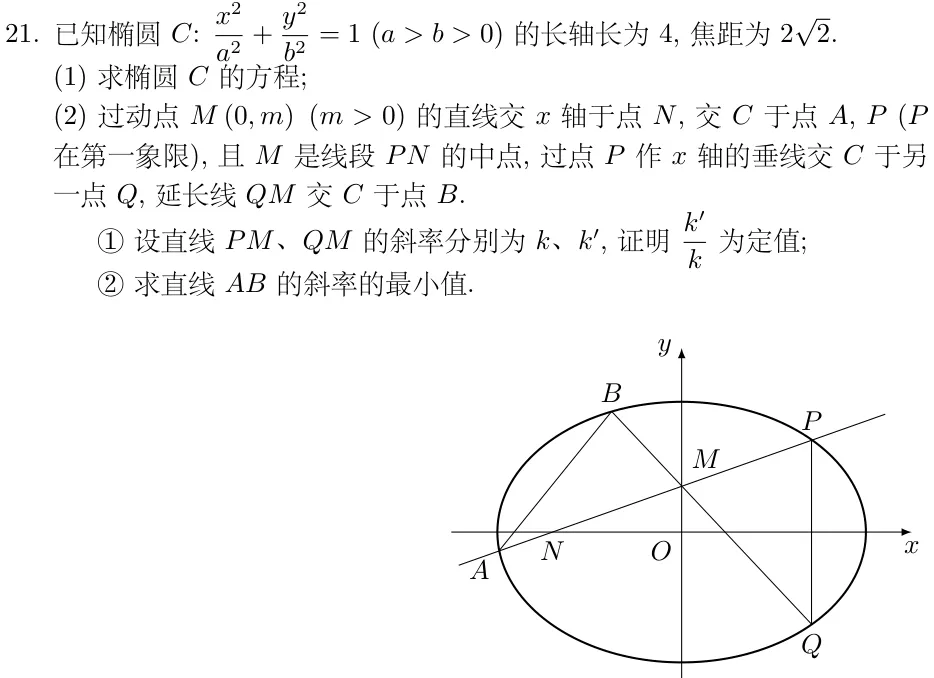 21. 已知椭圆 C: x²/a² + y²/b² = 1 (a > b > 0) 的长轴长为 4, 焦距为 2√2.
(1) 求椭圆 C 的方程;
(2) 过动点 M (0, m) (m > 0) 的直线交 x 轴于点 N, 交 C 于点 A, P (P
在第一象限), 且 M 是线段 PN 的中点, 过点 P 作 x 轴的垂线交 C 于另
一点 Q, 延长线 QM 交 C 于点 B.
① 设直线 PM、QM 的斜率分别为 k、k′, 证明 k′/k 为定值;
② 求直线 AB 的斜率的最小值.
y
B
P
M
A
N
O
x
Q